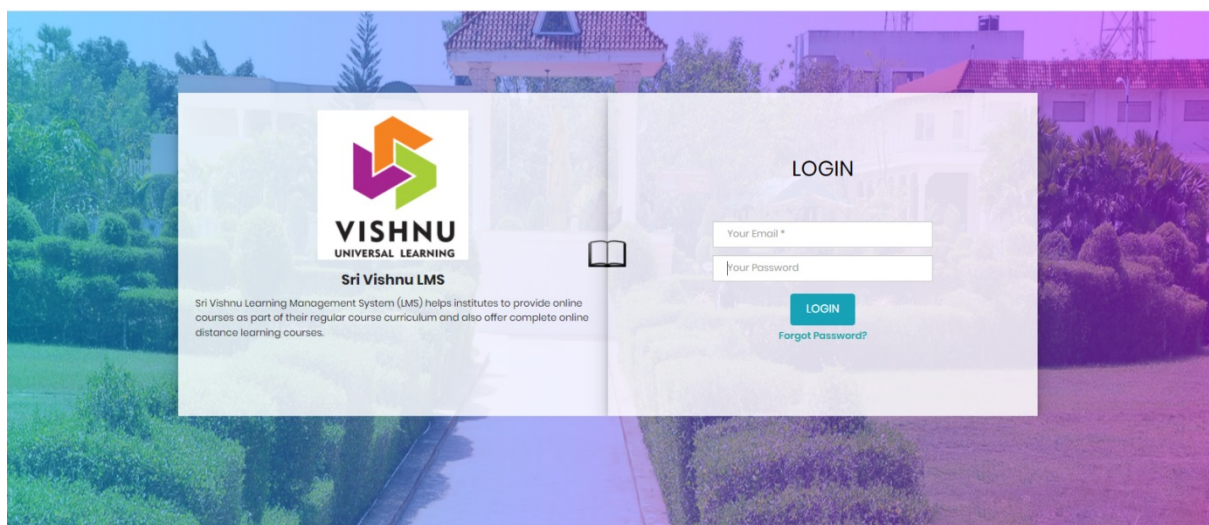 VISHNU
UNIVERSAL LEARNING
Sri Vishnu LMS
Sri Vishnu Learning Management System (LMS) helps institutes to provide online
courses as part of their regular course curriculum and also offer complete online
distance learning courses.
LOGIN
Your Email *
Your Password
LOGIN
Forgot Password?